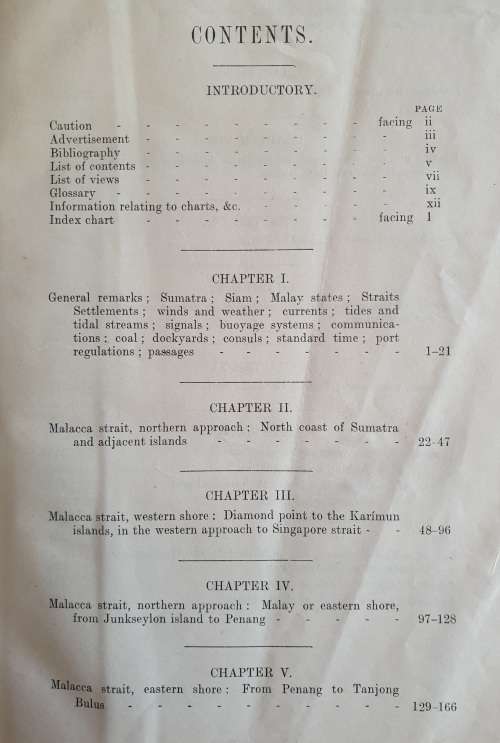 CONTENTS.
INTRODUCTORY.
PAGE
Caution - - - - - - - - - facing ii
Advertisement - - - - - - - - - iii
Bibliography - - - - - - - - - iv
List of contents - - - - - - - - - v
List of views - - - - - - - - - vii
Glossary - - - - - - - - - - ix
Information relating to charts, &c. - - - - - xii
Index chart - - - - - - - - facing 1
CHAPTER I.
General remarks; Sumatra; Siam; Malay states; Straits
Settlements; winds and weather; currents; tides and
tidal streams; signals; buoyage systems; communica-
tions; coal; dockyards; consuls; standard time; port
regulations; passages - - - - - - - 1-21
CHAPTER II.
Malacca strait, northern approach: North coast of Sumatra
and adjacent islands - - - - - - - 22-47
CHAPTER III.
Malacca strait, western shore: Diamond point to the Karímun
islands, in the western approach to Singapore strait - - 48-96
CHAPTER IV.
Malacca strait, northern approach: Malay or eastern shore,
from Junkseylon island to Penang - - - - - 97-128
CHAPTER V.
Malacca strait, eastern shore: From Penang to Tanjong
Bulus - - - - - - - - - - 129-166